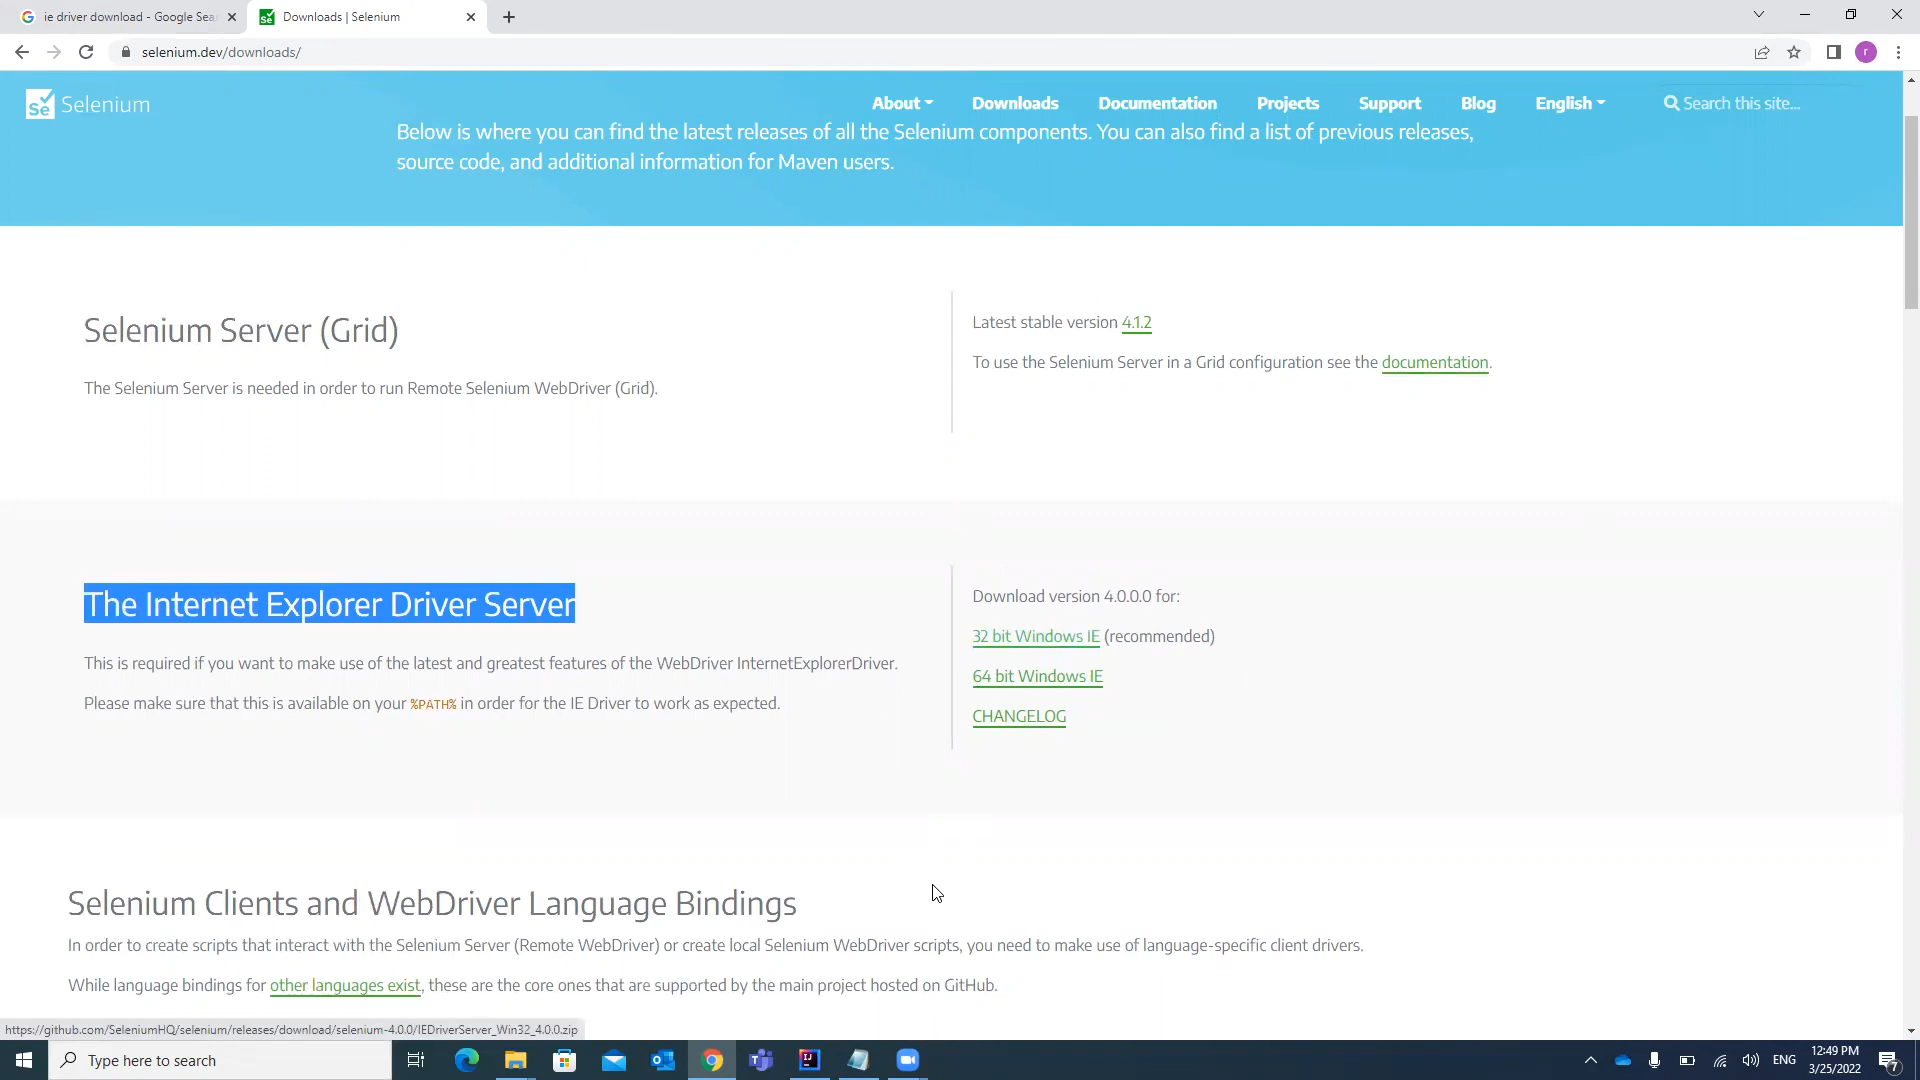 ie driver download - Google Sear
Downloads | Selenium
selenium.dev/downloads/
r
Se Selenium
About
Downloads
Documentation
Projects
Support
Blog
English
Search this site...
Below is where you can find the latest releases of all the Selenium components. You can also find a list of previous releases,
source code, and additional information for Maven users.
Selenium Server (Grid)
The Selenium Server is needed in order to run Remote Selenium WebDriver (Grid).
Latest stable version 4.1.2
To use the Selenium Server in a Grid configuration see the documentation.
The Internet Explorer Driver Server
This is required if you want to make use of the latest and greatest features of the WebDriver InternetExplorerDriver.
Please make sure that this is available on your %PATH% in order for the IE Driver to work as expected.
Download version 4.0.0.0 for:
32 bit Windows IE (recommended)
64 bit Windows IE
CHANGELOG
Selenium Clients and WebDriver Language Bindings
In order to create scripts that interact with the Selenium Server (Remote WebDriver) or create local Selenium WebDriver scripts, you need to make use of language-specific client drivers.
While language bindings for other languages exist, these are the core ones that are supported by the main project hosted on GitHub.
https://github.com/SeleniumHQ/selenium/releases/download/selenium-4.0.0/IEDriverServer_Win32_4.0.0.zip
Type here to search
ENG
12:49 PM
3/25/2022
7